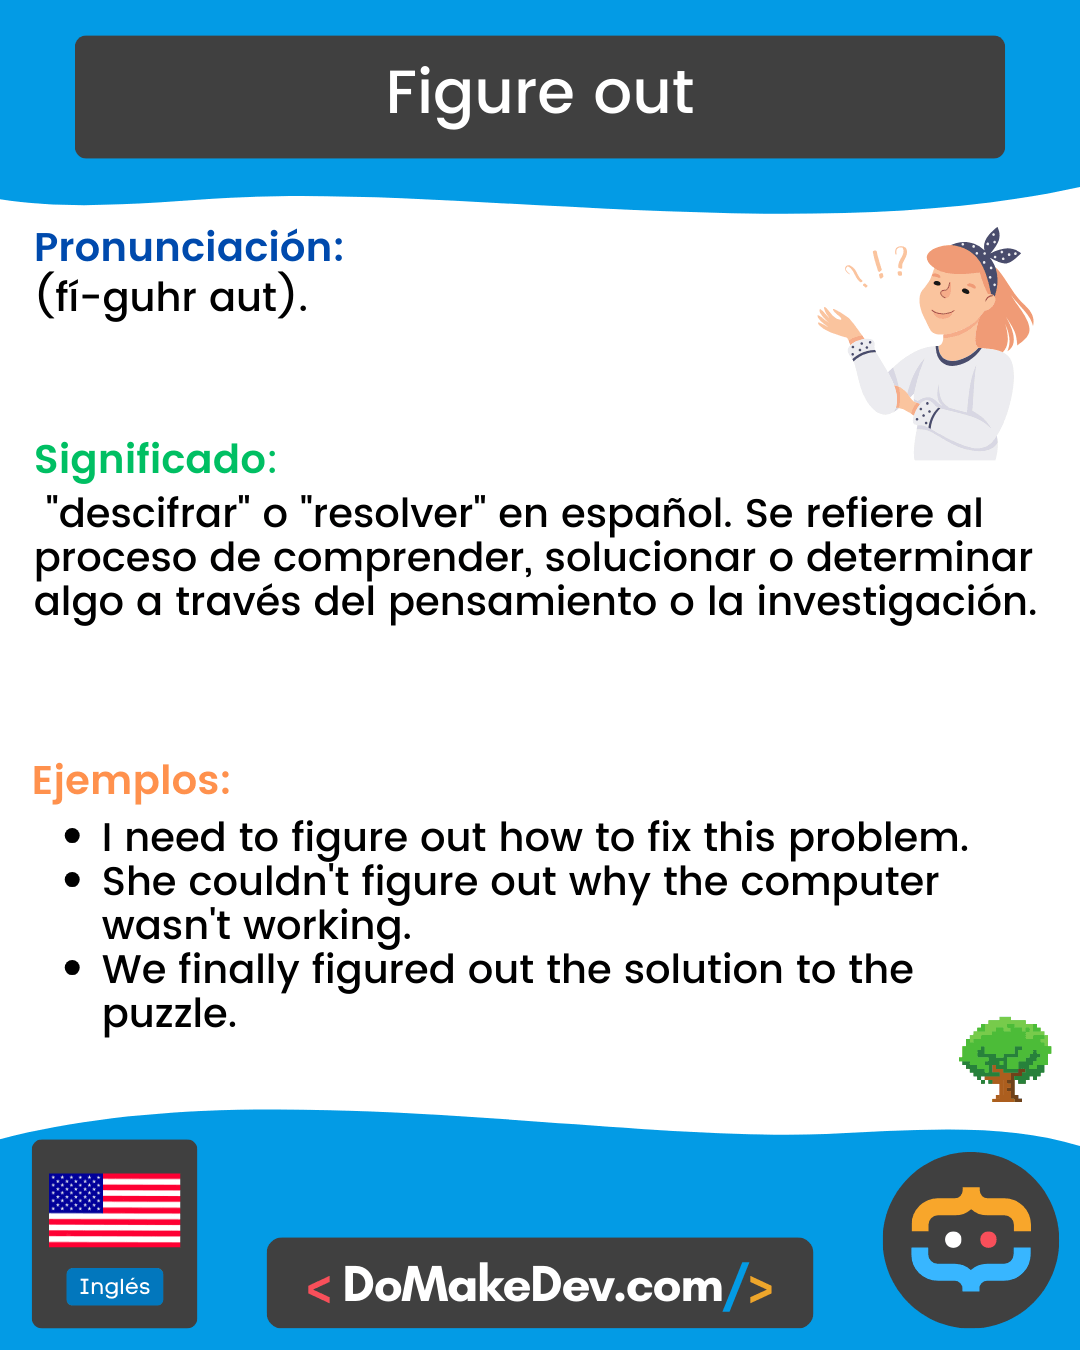 Figure out
Pronunciación:
(fí-guhr aut).
! ?
Significado:
"descifrar" o "resolver" en español. Se refiere al
proceso de comprender, solucionar o determinar
algo a través del pensamiento o la investigación.
Ejemplos:
• I need to figure out how to fix this problem.
• She couldn't figure out why the computer
wasn't working.
• We finally figured out the solution to the
puzzle.
Inglés
< DoMakeDev.com/>